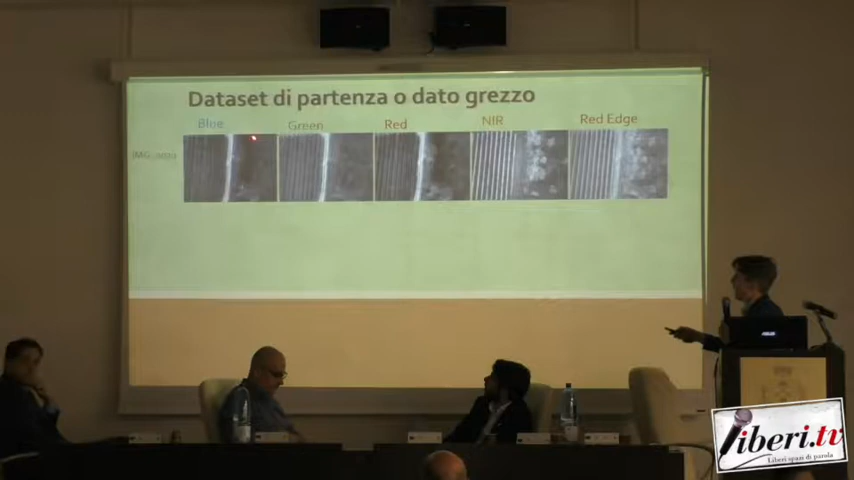 Dataset di partenza o dato grezzo
Blue Green Red NIR Red Edge
liberi.tv
Liberi spazi di parola